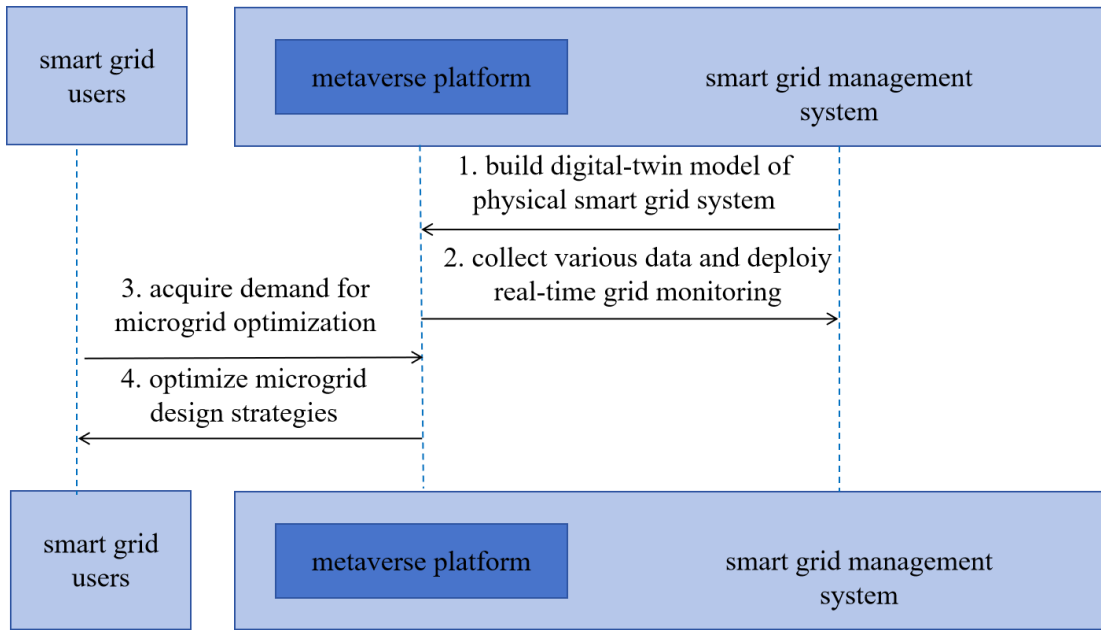 smart grid
users
metaverse platform
smart grid management
system
1. build digital-twin model of
physical smart grid system
2. collect various data and deploiy
real-time grid monitoring
3. acquire demand for
microgrid optimization
4. optimize microgrid
design strategies
smart grid
users
metaverse platform
smart grid management
system